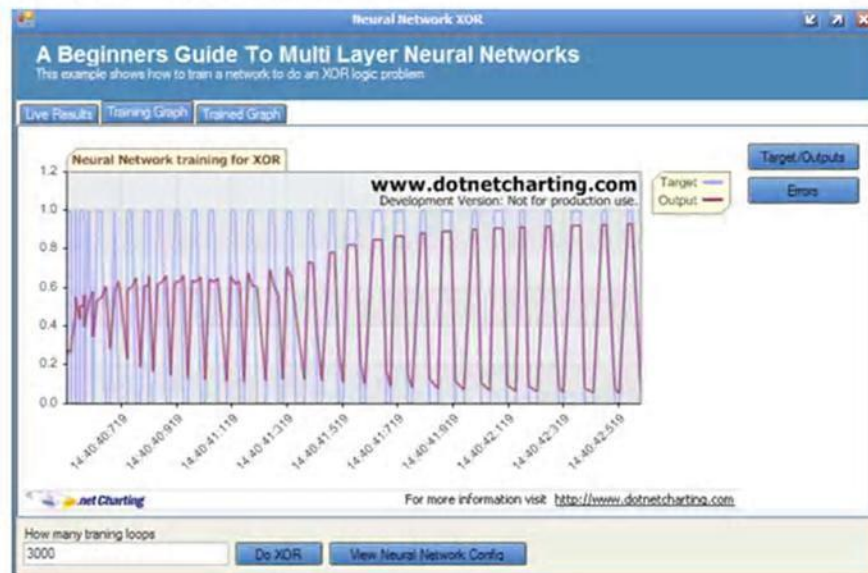 Neural Network XOR
A Beginners Guide To Multi Layer Neural Networks
This example shows how to train a network to do an XOR logic problem
Live Results
Training Graph
Trained Graph
Neural Network training for XOR
www.dotnetcharting.com
Development Version: Not for production use.
Target
Output
Target/Outputs
Errors
1.2
1.0
0.8
0.6
0.4
0.2
0.0
14:40:40:719
14:40:40:919
14:40:41:119
14:40:41:319
14:40:41:519
14:40:41:719
14:40:41:919
14:40:42:119
14:40:42:319
14:40:42:519
.net Charting
For more information visit http://www.dotnetcharting.com
How many traning loops
3000
Do XOR
View Neural Network Config